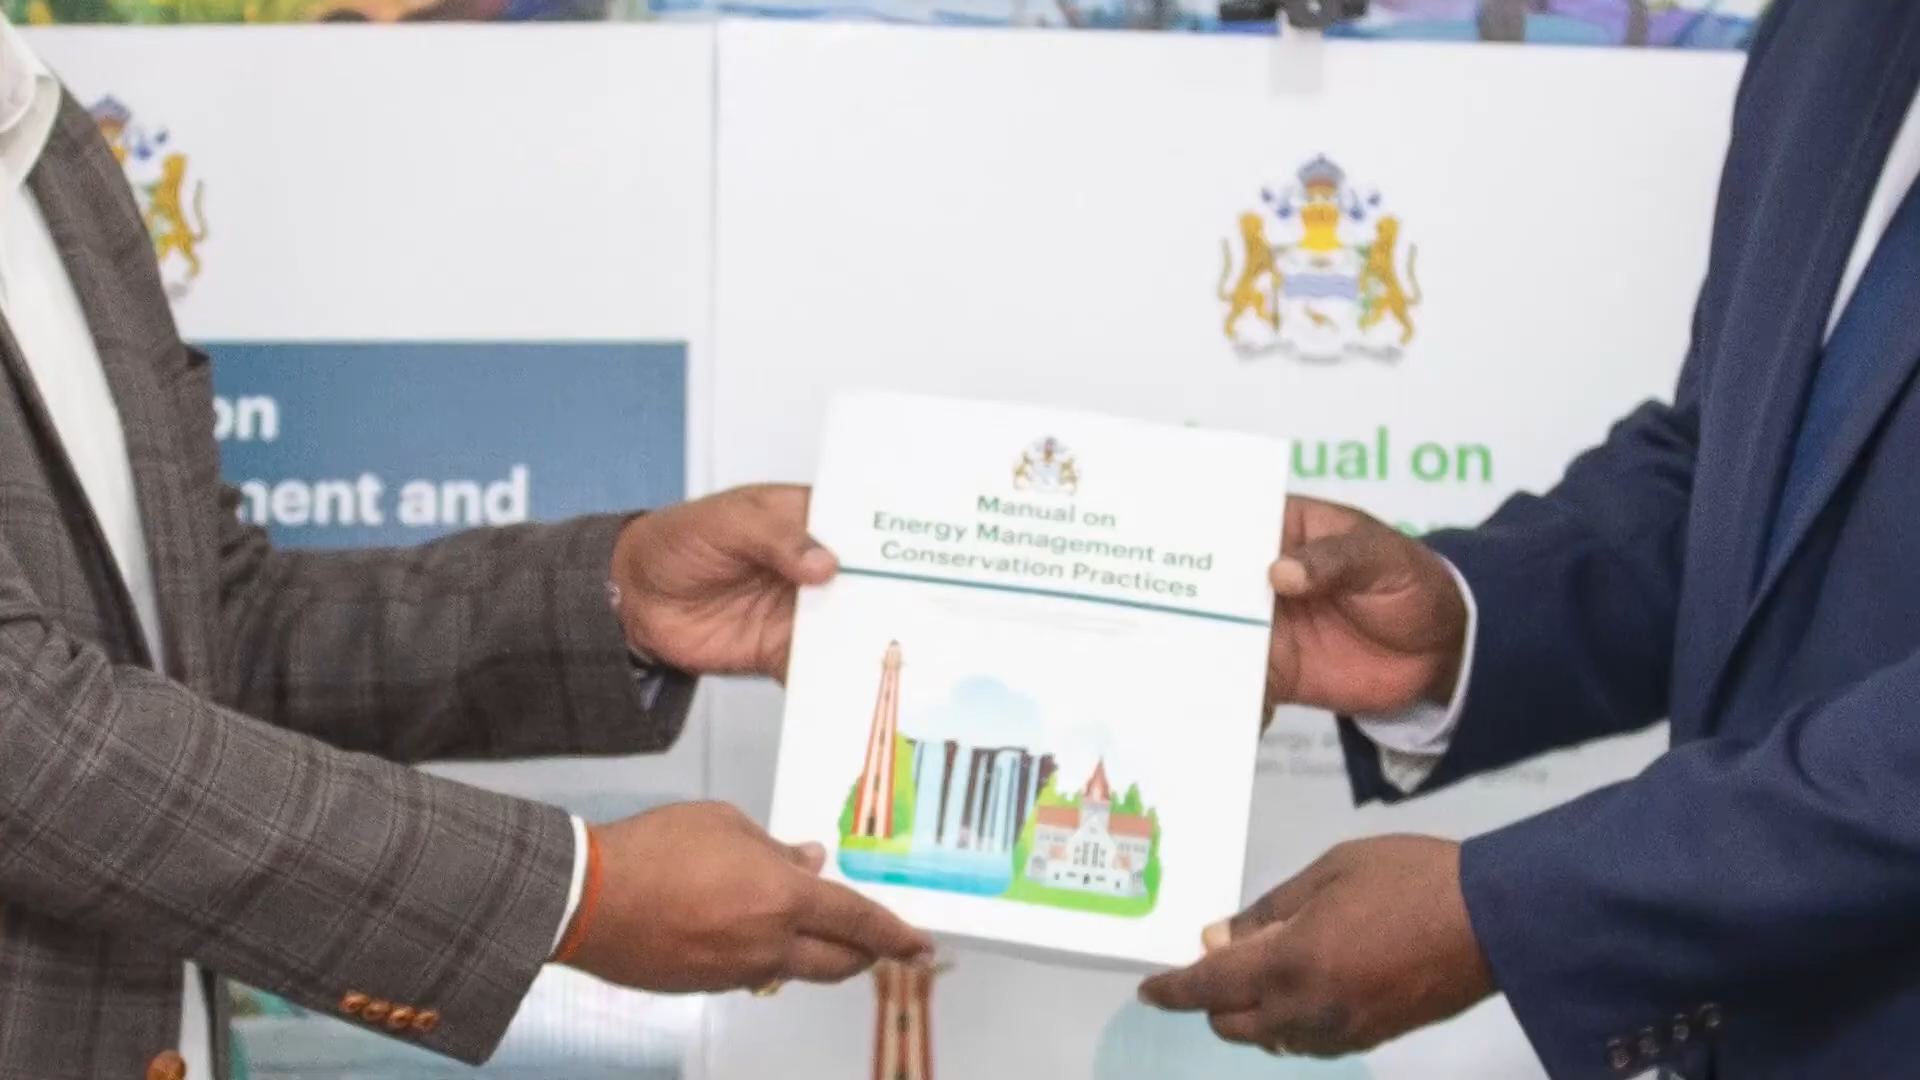 on
ment and
ual on
Manual on
Energy Management and
Conservation Practices